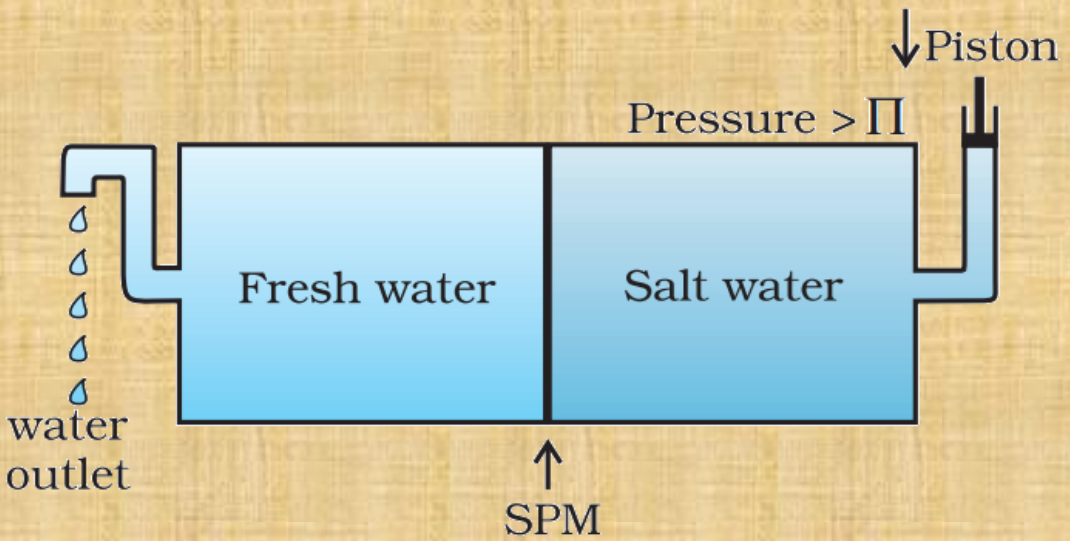 Piston
Pressure > Π
Fresh water
Salt water
water
outlet
SPM